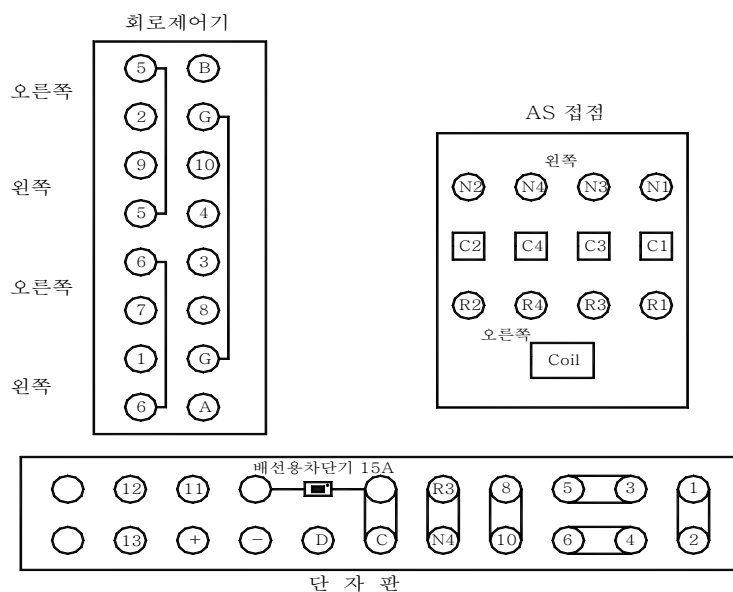 회로제어기
오른쪽
왼쪽
오른쪽
왼쪽
5 B
2 G
9 10
5 4
6 3
7 8
1 G
6 A
AS 접점
왼쪽
N2 N4 N3 N1
C2 C4 C3 C1
R2 R4 R3 R1
오른쪽
Coil
배선용차단기 15A
12 11 R3 8 5 3 1
13 + − D C N4 10 6 4 2
단 자 판